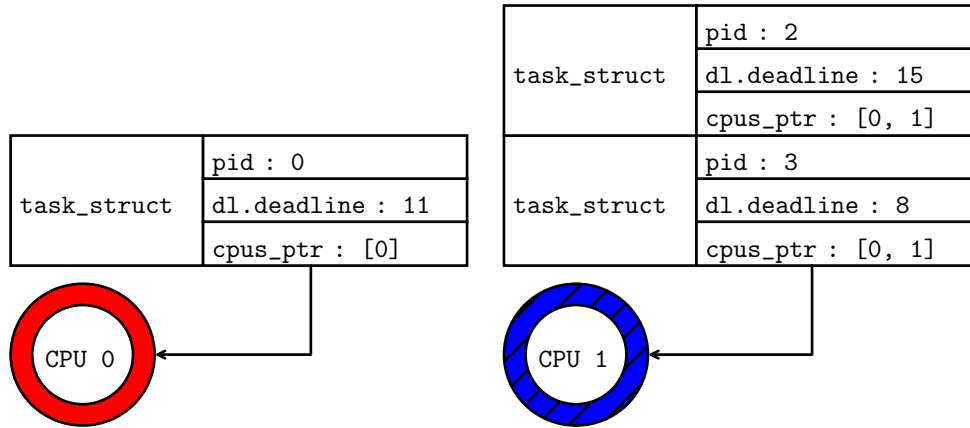 task_struct
pid : 0
dl.deadline : 11
cpus_ptr : [0]
CPU 0
task_struct
pid : 2
dl.deadline : 15
cpus_ptr : [0, 1]
task_struct
pid : 3
dl.deadline : 8
cpus_ptr : [0, 1]
CPU 1